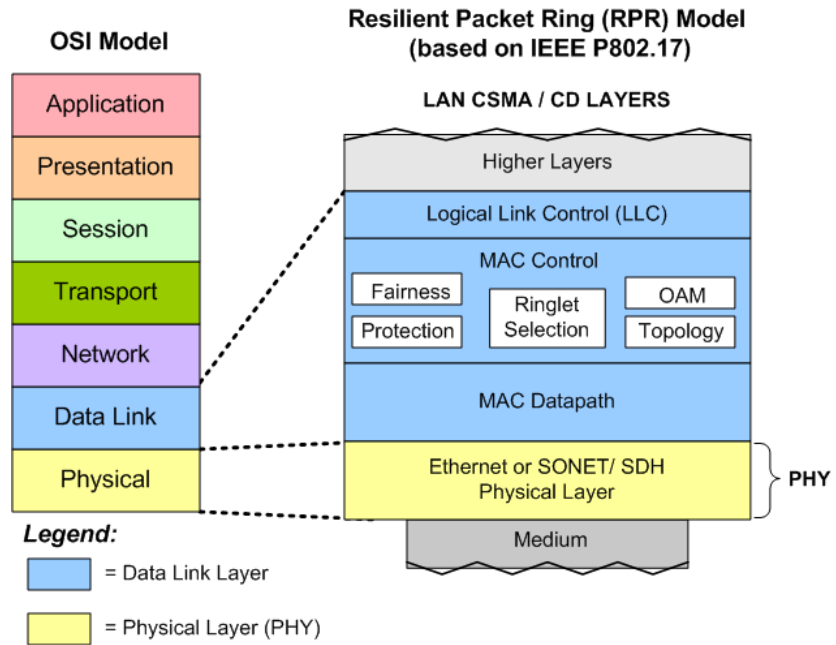 OSI Model
Application
Presentation
Session
Transport
Network
Data Link
Physical
Legend:
= Data Link Layer
= Physical Layer (PHY)
Resilient Packet Ring (RPR) Model
(based on IEEE P802.17)
LAN CSMA / CD LAYERS
Higher Layers
Logical Link Control (LLC)
MAC Control
Fairness
Protection
Ringlet
Selection
OAM
Topology
MAC Datapath
Ethernet or SONET/ SDH
Physical Layer
PHY
Medium